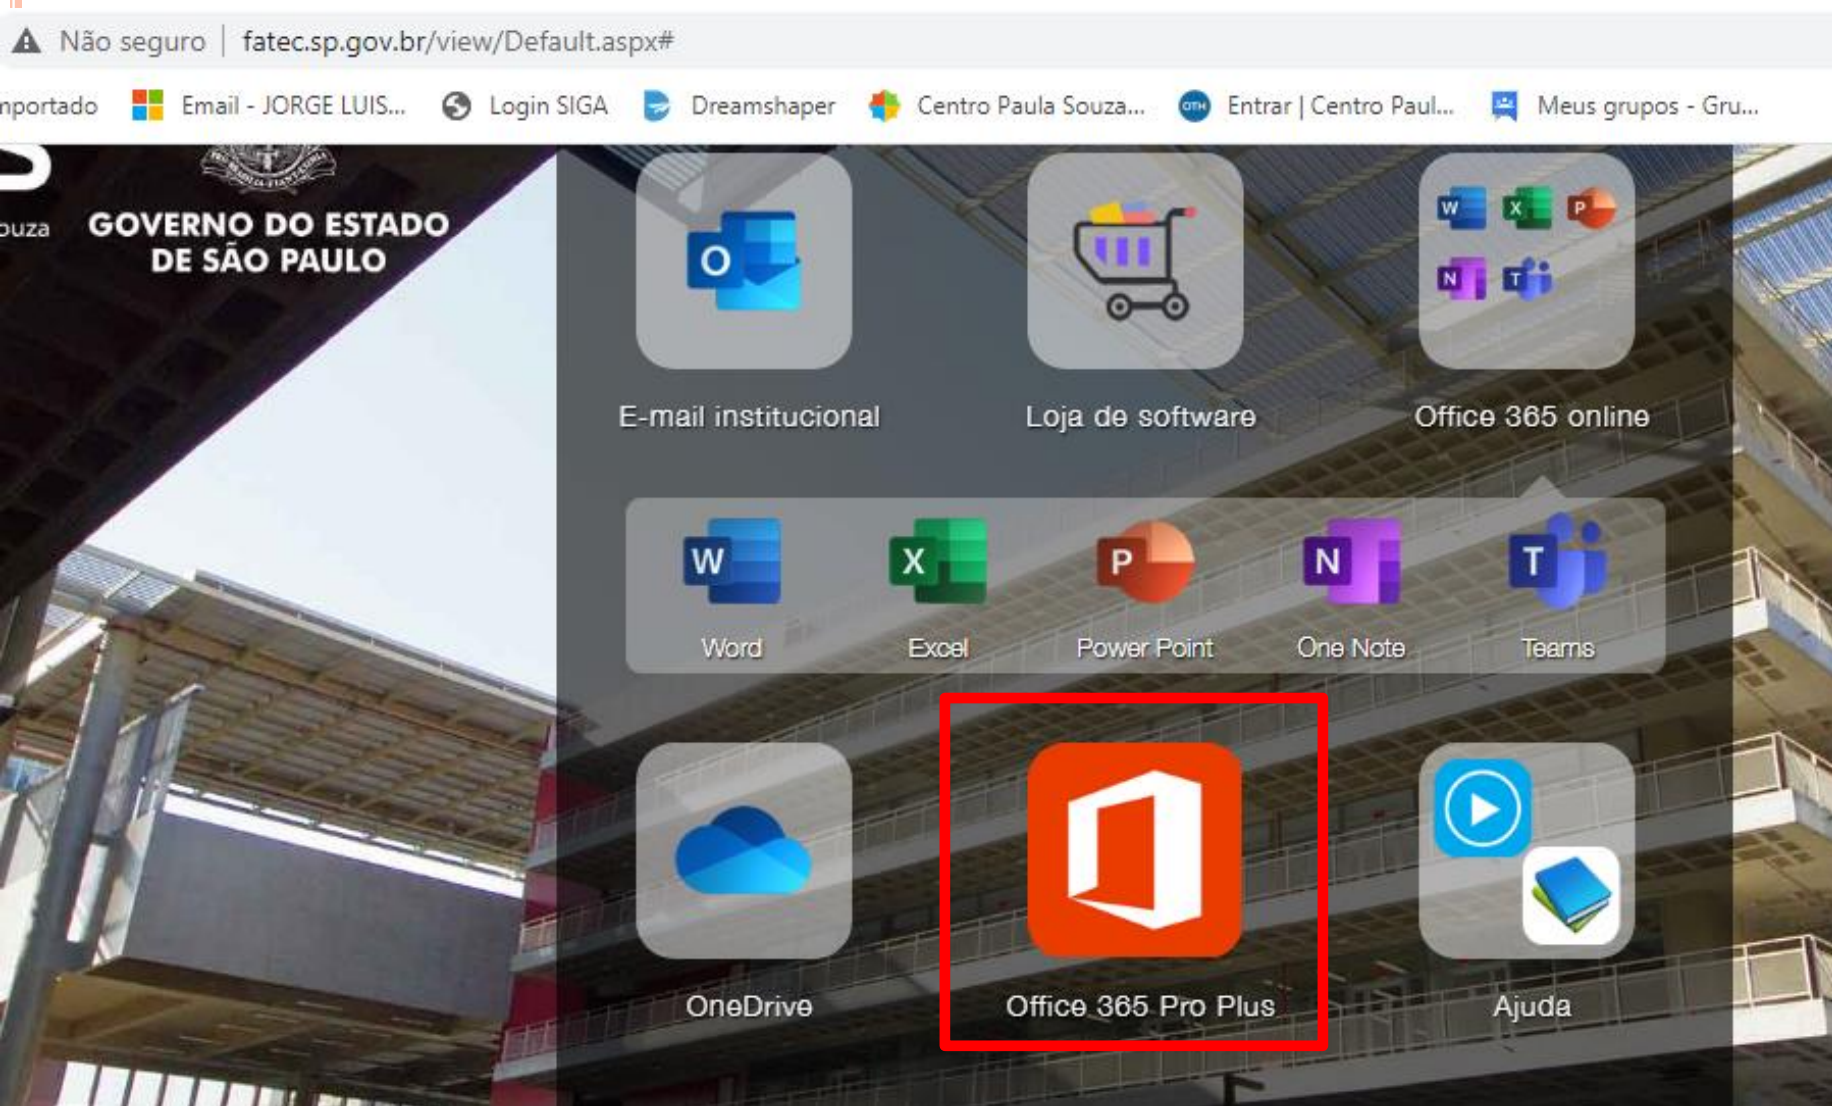 Não seguro | fatec.sp.gov.br/view/Default.aspx#
mportado Email - JORGE LUIS... Login SIGA Dreamshaper OTH Centro Paula Souza... Entrar | Centro Paul... Meus grupos - Gru...
ouza GOVERNO DO ESTADO
DE SÃO PAULO
O
W X P
N T
E-mail institucional Loja de software Office 365 online
W X P N T
Word Excel Power Point One Note Teams
OneDrive Office 365 Pro Plus Ajuda